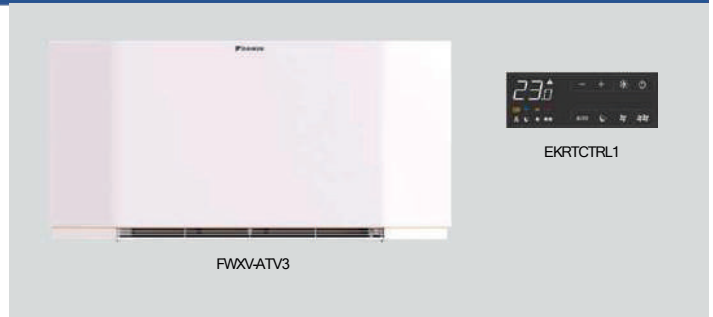 DAIKIN
23.0
− +
AUTO
EKRTCTRL1
FWXV-ATV3